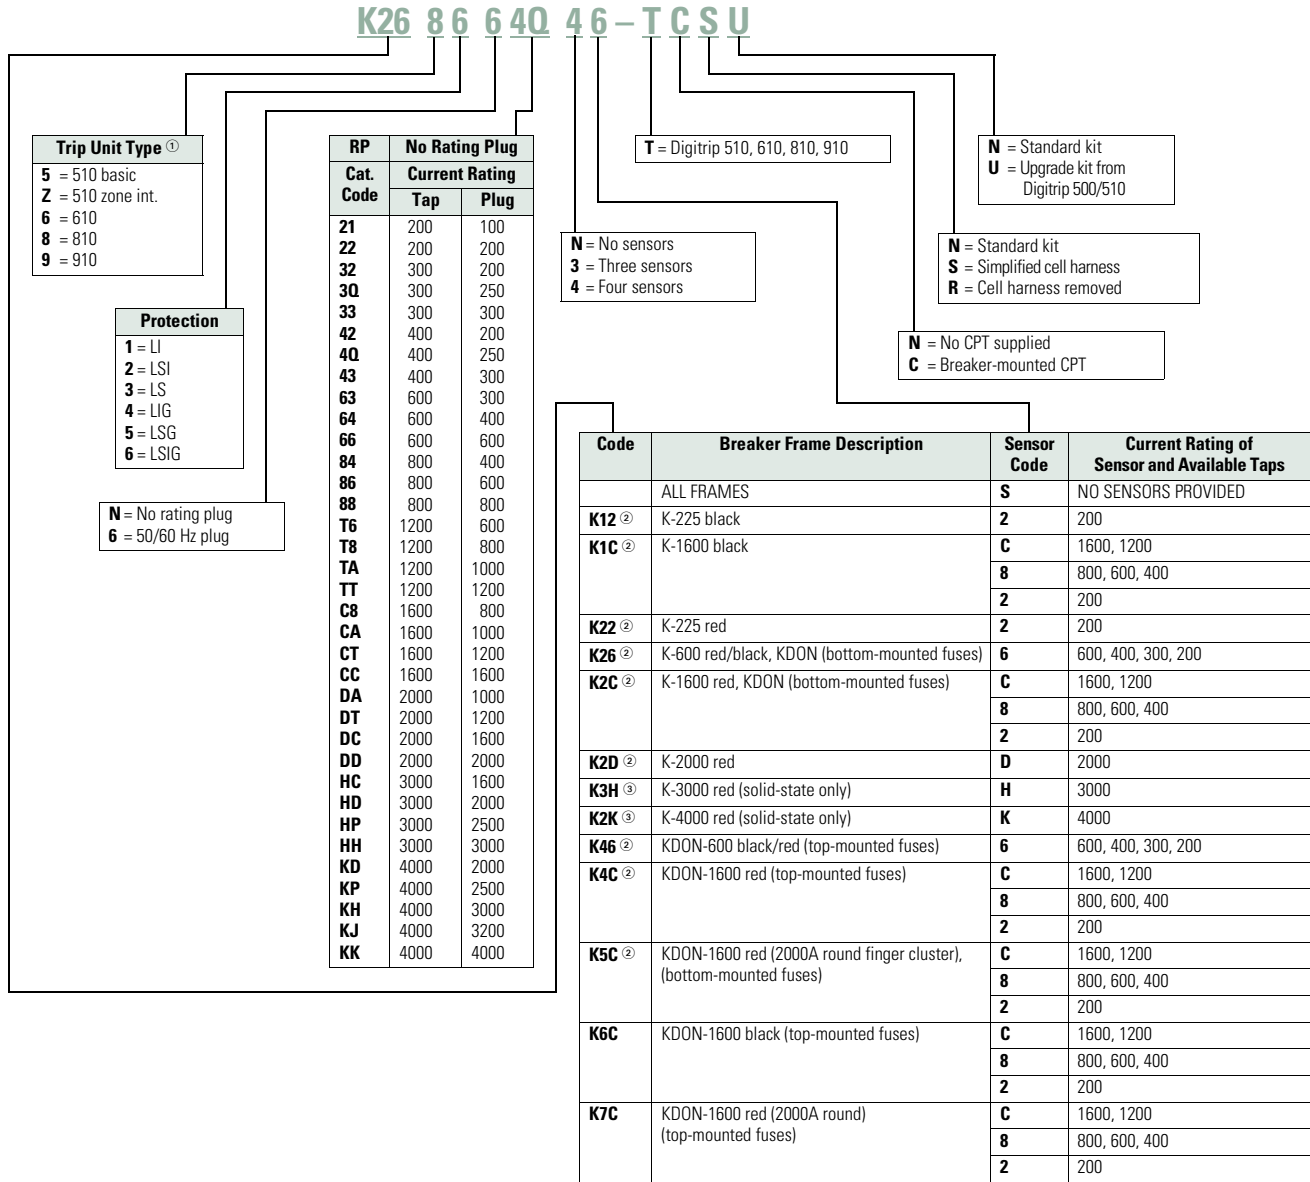 K26 8 6 6 4Q 4 6 – T C S U
Trip Unit Type ①
5 = 510 basic
Z = 510 zone int.
6 = 610
8 = 810
9 = 910
Protection
1 = LI
2 = LSI
3 = LS
4 = LIG
5 = LSG
6 = LSIG
N = No rating plug
6 = 50/60 Hz plug
RP No Rating Plug
Cat. Code Current Rating
Tap Plug
21 200 100
22 200 200
32 300 200
3Q 300 250
33 300 300
42 400 200
4Q 400 250
43 400 300
63 600 300
64 600 400
66 600 600
84 800 400
86 800 600
88 800 800
T6 1200 600
T8 1200 800
TA 1200 1000
TT 1200 1200
C8 1600 800
CA 1600 1000
CT 1600 1200
CC 1600 1600
DA 2000 1000
DT 2000 1200
DC 2000 1600
DD 2000 2000
HC 3000 1600
HD 3000 2000
HP 3000 2500
HH 3000 3000
KD 4000 2000
KP 4000 2500
KH 4000 3000
KJ 4000 3200
KK 4000 4000
T = Digitrip 510, 610, 810, 910
N = No sensors
3 = Three sensors
4 = Four sensors
N = Standard kit
U = Upgrade kit from
Digitrip 500/510
N = Standard kit
S = Simplified cell harness
R = Cell harness removed
N = No CPT supplied
C = Breaker-mounted CPT
Code Breaker Frame Description Sensor Code Current Rating of Sensor and Available Taps
ALL FRAMES S NO SENSORS PROVIDED
K12 ② K-225 black 2 200
K1C ② K-1600 black C 1600, 1200
8 800, 600, 400
2 200
K22 ② K-225 red 2 200
K26 ② K-600 red/black, KDON (bottom-mounted fuses) 6 600, 400, 300, 200
K2C ② K-1600 red, KDON (bottom-mounted fuses) C 1600, 1200
8 800, 600, 400
2 200
K2D ② K-2000 red D 2000
K3H ③ K-3000 red (solid-state only) H 3000
K2K ③ K-4000 red (solid-state only) K 4000
K46 ② KDON-600 black/red (top-mounted fuses) 6 600, 400, 300, 200
K4C ② KDON-1600 red (top-mounted fuses) C 1600, 1200
8 800, 600, 400
2 200
K5C ② KDON-1600 red (2000A round finger cluster), C 1600, 1200
(bottom-mounted fuses) 8 800, 600, 400
2 200
K6C KDON-1600 black (top-mounted fuses) C 1600, 1200
8 800, 600, 400
2 200
K7C KDON-1600 red (2000A round) C 1600, 1200
(top-mounted fuses) 8 800, 600, 400
2 200